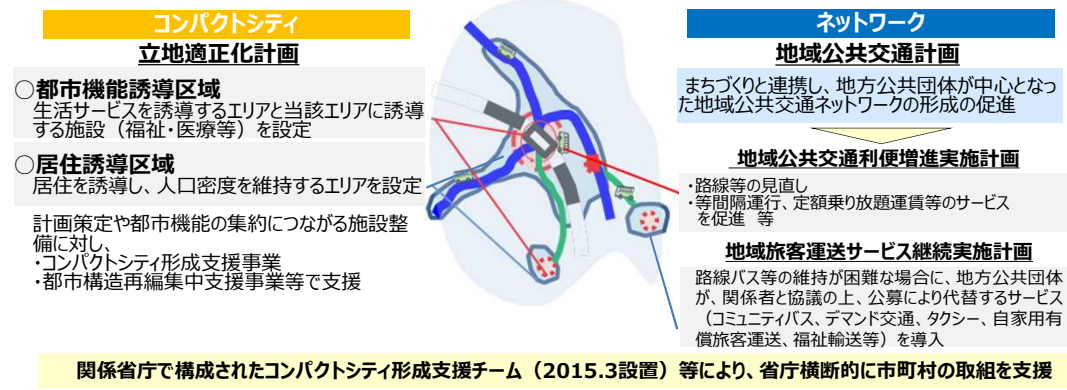 コンパクトシティ
立地適正化計画
○都市機能誘導区域
生活サービスを誘導するエリアと当該エリアに誘導
する施設（福祉・医療等）を設定
○居住誘導区域
居住を誘導し、人口密度を維持するエリアを設定
計画策定や都市機能の集約につながる施設整
備に対し、
・コンパクトシティ形成支援事業
・都市構造再編集中支援事業等で支援
ネットワーク
地域公共交通計画
まちづくりと連携し、地方公共団体が中心となっ
た地域公共交通ネットワークの形成の促進
地域公共交通利便増進実施計画
・路線等の見直し
・等間隔運行、定額乗り放題運賃等のサービス
を促進　等
地域旅客運送サービス継続実施計画
路線バス等の維持が困難な場合に、地方公共団体
が、関係者と協議の上、公募により代替するサービス
（コミュニティバス、デマンド交通、タクシー、自家用有
償旅客運送、福祉輸送等）を導入
関係省庁で構成されたコンパクトシティ形成支援チーム（2015.3設置）等により、省庁横断的に市町村の取組を支援